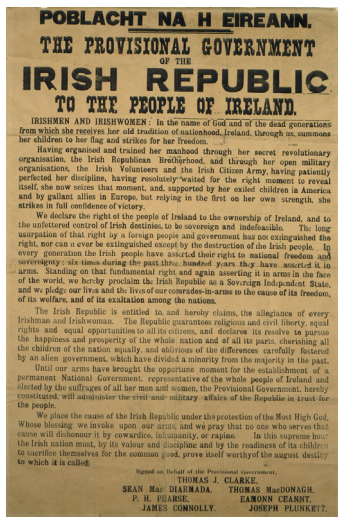 POBLACHT NA H EIREANN.
THE PROVISIONAL GOVERNMENT
OF THE
IRISH REPUBLIC
TO THE PEOPLE OF IRELAND.
IRISHMEN AND IRISHWOMEN: In the name of God and of the dead generations
from which she receives her old tradition of nationhood, Ireland, through us, summons
her children to her flag and strikes for her freedom.
Having organised and trained her manhood through her secret revolutionary
organisation, the Irish Republican Brotherhood, and through her open military
organisations, the Irish Volunteers and the Irish Citizen Army, having patiently
perfected her discipline, having resolutely waited for the right moment to reveal
itself, she now seizes that moment, and, supported by her exiled children in America
and by gallant allies in Europe, but relying in the first on her own strength, she
strikes in full confidence of victory.
We declare the right of the people of Ireland to the ownership of Ireland, and to
the unfettered control of Irish destinies, to be sovereign and indefeasible. The long
usurpation of that right by a foreign people and government has not extinguished the
right, nor can it ever be extinguished except by the destruction of the Irish people. In
every generation the Irish people have asserted their right to national freedom and
sovereignty; six times during the past three hundred years they have asserted it in
arms. Standing on that fundamental right and again asserting it in arms in the face
of the world, we hereby proclaim the Irish Republic as a Sovereign Independent State,
and we pledge our lives and the lives of our comrades-in-arms to the cause of its freedom,
of its welfare, and of its exaltation among the nations.
The Irish Republic is entitled to, and hereby claims, the allegiance of every
Irishman and Irishwoman. The Republic guarantees religious and civil liberty, equal
rights and equal opportunities to all its citizens, and declares its resolve to pursue
the happiness and prosperity of the whole nation and of all its parts, cherishing all
the children of the nation equally, and oblivious of the differences carefully fostered
by an alien government, which have divided a minority from the majority in the past.
Until our arms have brought the opportune moment for the establishment of a
permanent National Government, representative of the whole people of Ireland and
elected by the suffrages of all her men and women, the Provisional Government, hereby
constituted, will administer the civil and military affairs of the Republic in trust for
the people.
We place the cause of the Irish Republic under the protection of the Most High God,
Whose blessing we invoke upon our arms, and we pray that no one who serves that
cause will dishonour it by cowardice, inhumanity, or rapine. In this supreme hour
the Irish nation must, by its valour and discipline and by the readiness of its children
to sacrifice themselves for the common good, prove itself worthy of the august destiny
to which it is called.
Signed on Behalf of the Provisional Government,
THOMAS J. CLARKE,
SEAN Mac DIARMADA, THOMAS MacDONAGH,
P. H. PEARSE, EAMONN CEANNT,
JAMES CONNOLLY, JOSEPH PLUNKETT.